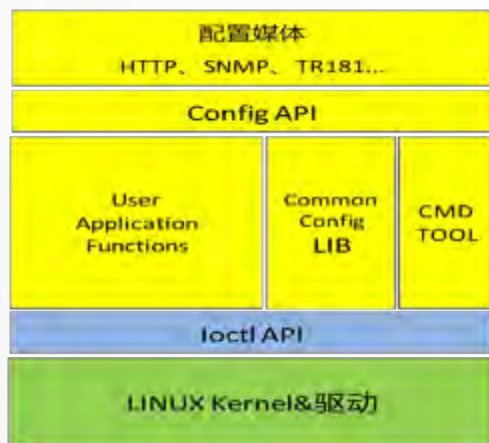 配置媒体
HTTP、 SNMP、 TR181...
Config API
User
Application
Functions
Common
Config
LIB
CMD
TOOL
Ioctl API
LINUX Kernel&驱动